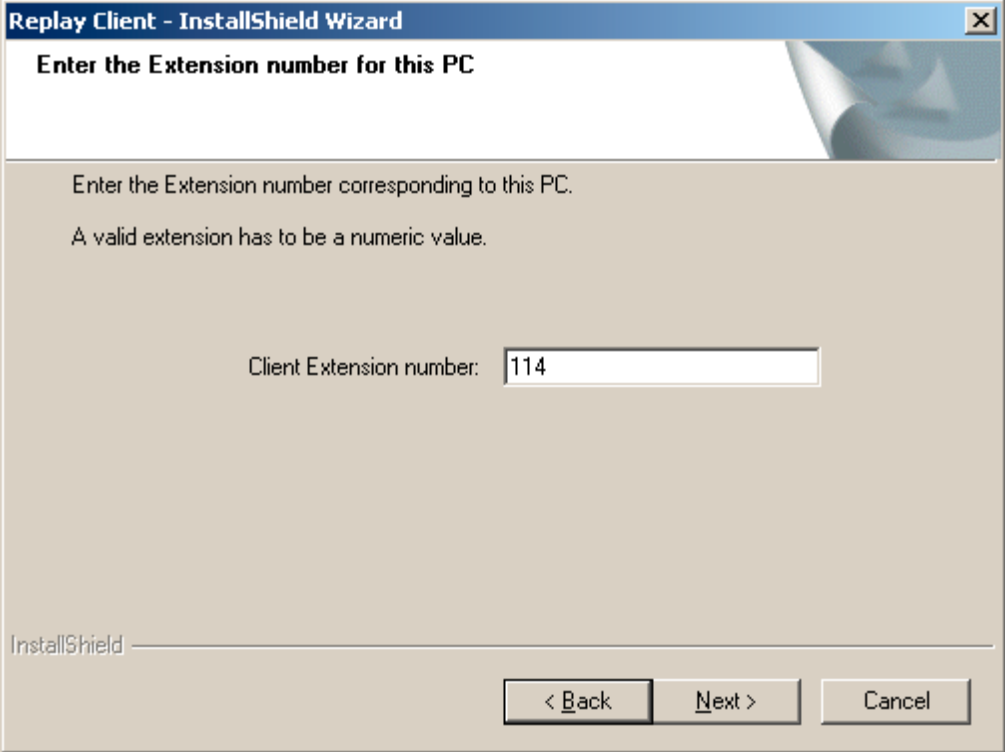 Replay Client - InstallShield Wizard
Enter the Extension number for this PC
Enter the Extension number corresponding to this PC.
A valid extension has to be a numeric value.
Client Extension number: 114
InstallShield
< Back Next > Cancel